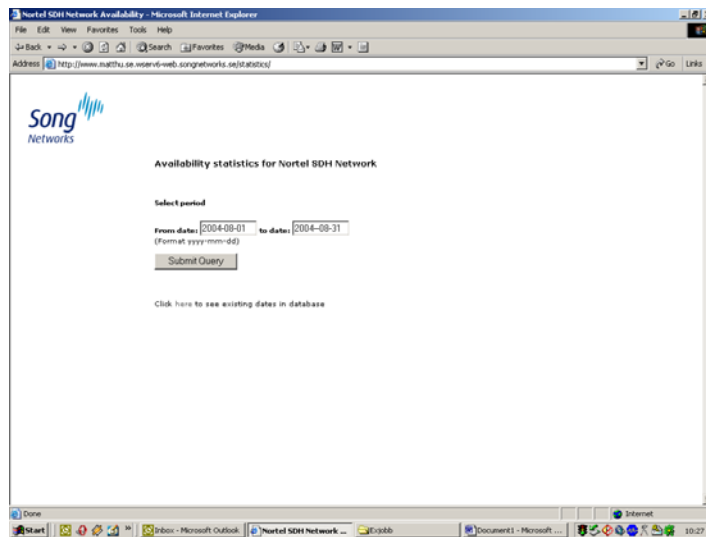 Nortel SDH Network Availability - Microsoft Internet Explorer
File Edit View Favorites Tools Help
Back Search Favorites Media
Address http://www.matthu.se.wserv6-web.songnetworks.se/statistics/ Go Links
Song
Networks
Availability statistics for Nortel SDH Network
Select period
From date: 2004-08-01 to date: 2004--08-31
(Format yyyy-mm-dd)
Submit Query
Click here to see existing dates in database
Done Internet
Start Inbox - Microsoft Outlook Nortel SDH Network ... Exjobb Document1 - Microsoft ... 10:27